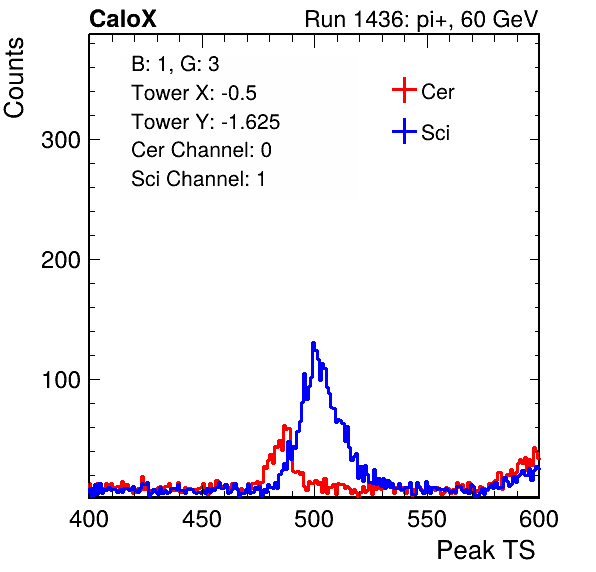 CaloX Run 1436: pi+, 60 GeV
Counts
B: 1, G: 3
Tower X: -0.5
Tower Y: -1.625
Cer Channel: 0
Sci Channel: 1
Cer
Sci
300
200
100
400 450 500 550 600
Peak TS